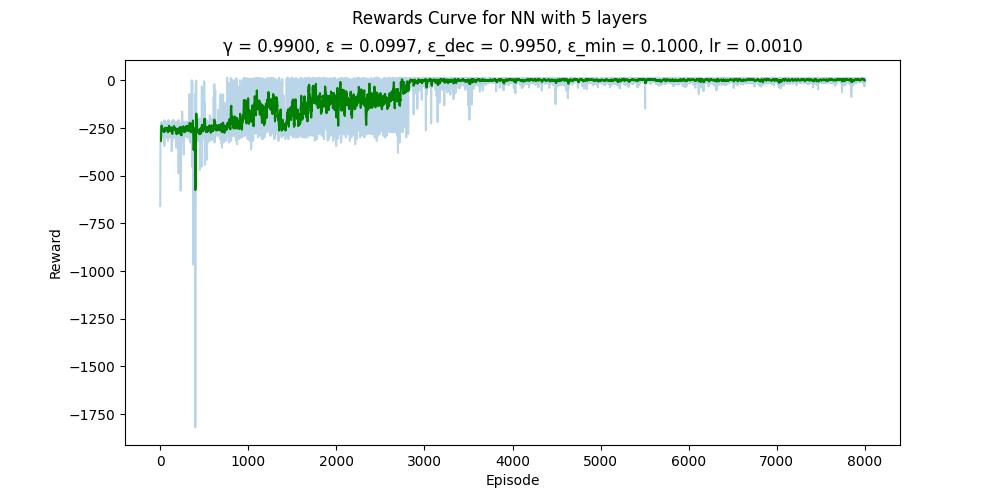 Rewards Curve for NN with 5 layers
γ = 0.9900, ε = 0.0997, ε_dec = 0.9950, ε_min = 0.1000, lr = 0.0010
0
−250
−500
−750
−1000
−1250
−1500
−1750
Reward
0 1000 2000 3000 4000 5000 6000 7000 8000
Episode